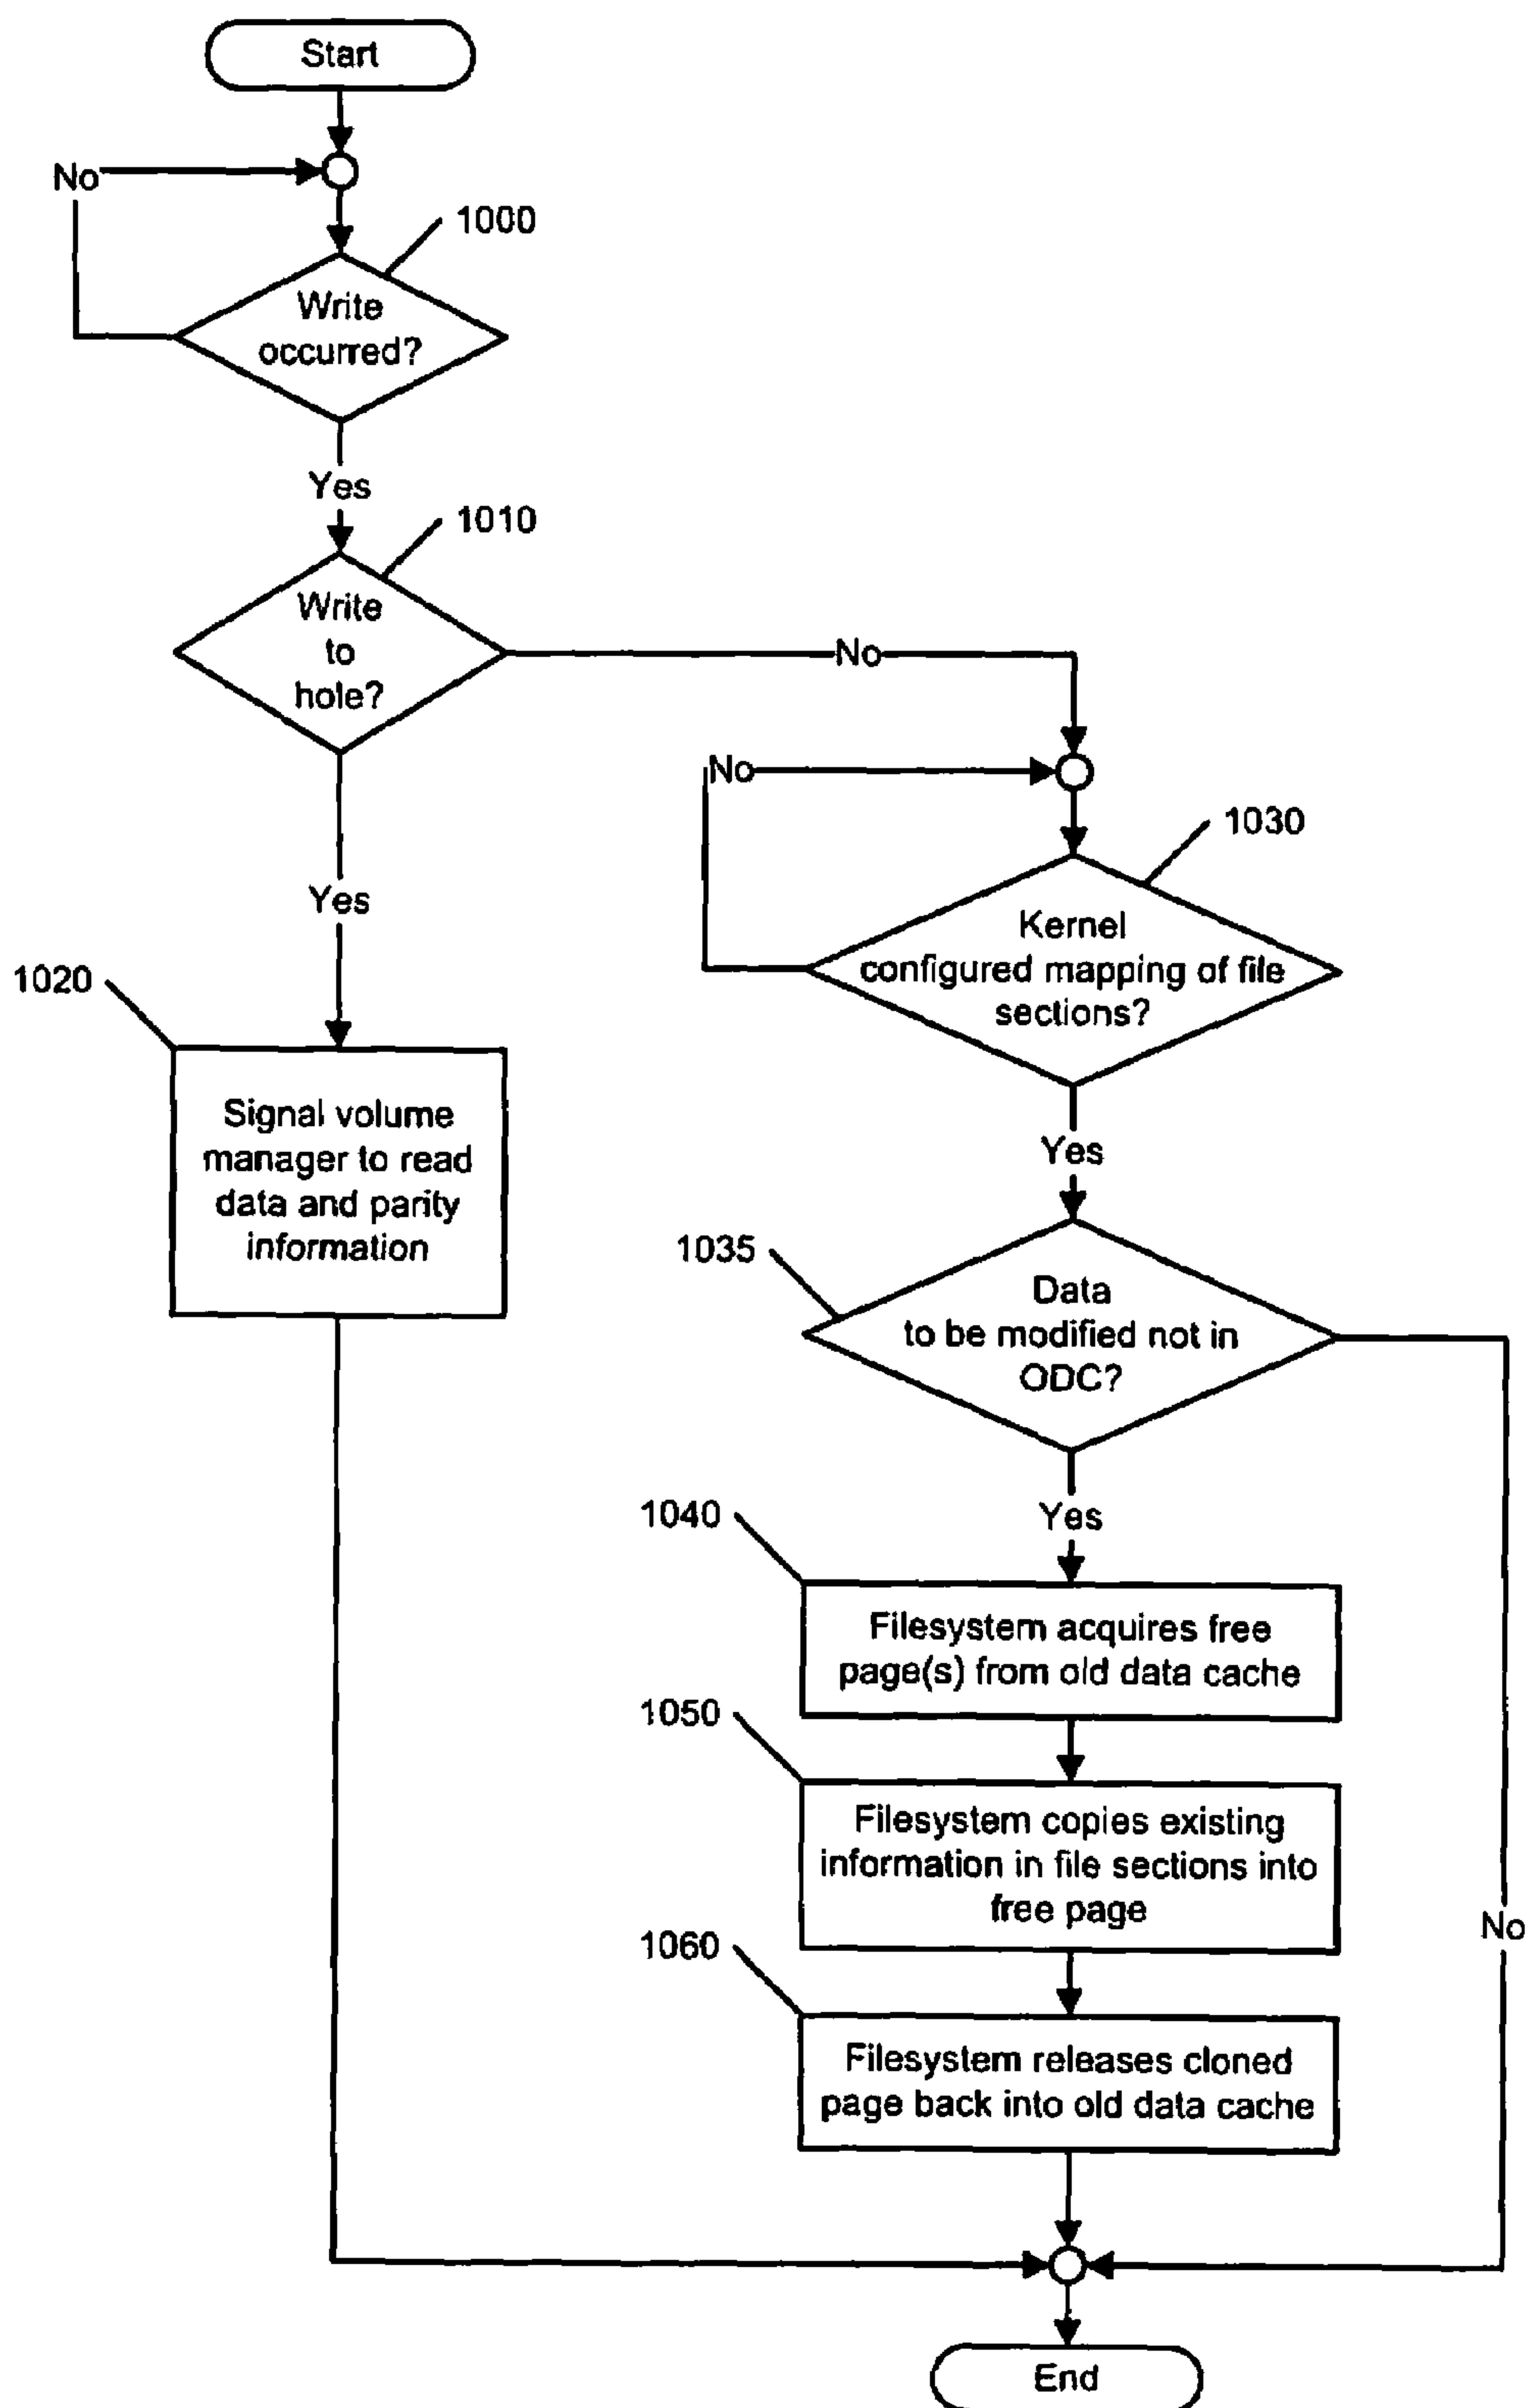 Start
No
1000
Write
occurred?
Yes
1010
Write
to
hole?
No
No
1030
Kernel
configured mapping of file
sections?
Yes
1020
Signal volume
manager to read
data and parity
information
Yes
1035
Data
to be modified not in
ODC?
Yes
1040
Filesystem acquires free
page(s) from old data cache
1050
Filesystem copies existing
information in file sections into
free page
No
1060
Filesystem releases cloned
page back into old data cache
End